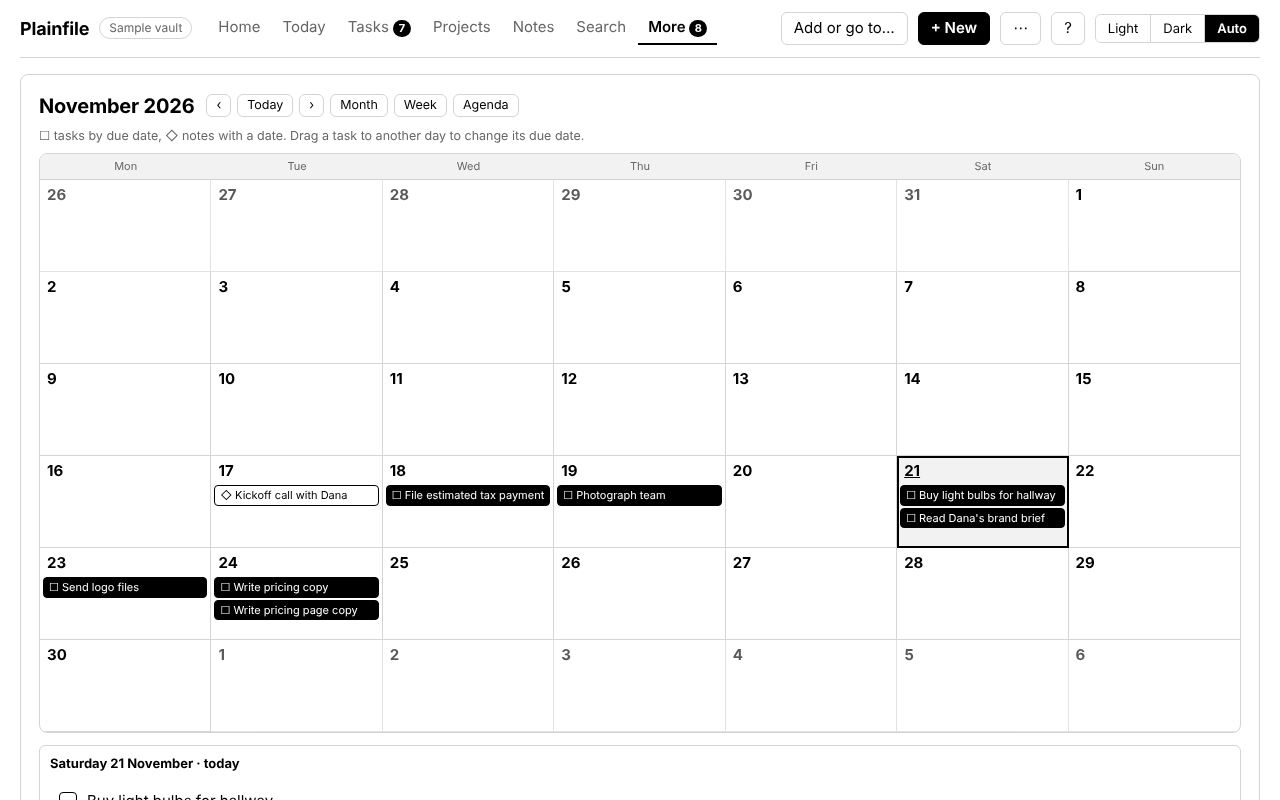 Plainfile Sample vault Home Today Tasks 7 Projects Notes Search More 8 Add or go to... + New ··· ? Light Dark Auto
November 2026 ‹ Today › Month Week Agenda
☐ tasks by due date, ◇ notes with a date. Drag a task to another day to change its due date.
Mon Tue Wed Thu Fri Sat Sun
26 27 28 29 30 31 1
2 3 4 5 6 7 8
9 10 11 12 13 14 15
16 17 18 19 20 21 22
◇ Kickoff call with Dana ☐ File estimated tax payment ☐ Photograph team ☐ Buy light bulbs for hallway
☐ Read Dana's brand brief
23 24 25 26 27 28 29
☐ Send logo files ☐ Write pricing copy
☐ Write pricing page copy
30 1 2 3 4 5 6
Saturday 21 November · today
Buy light bulbs for hallway